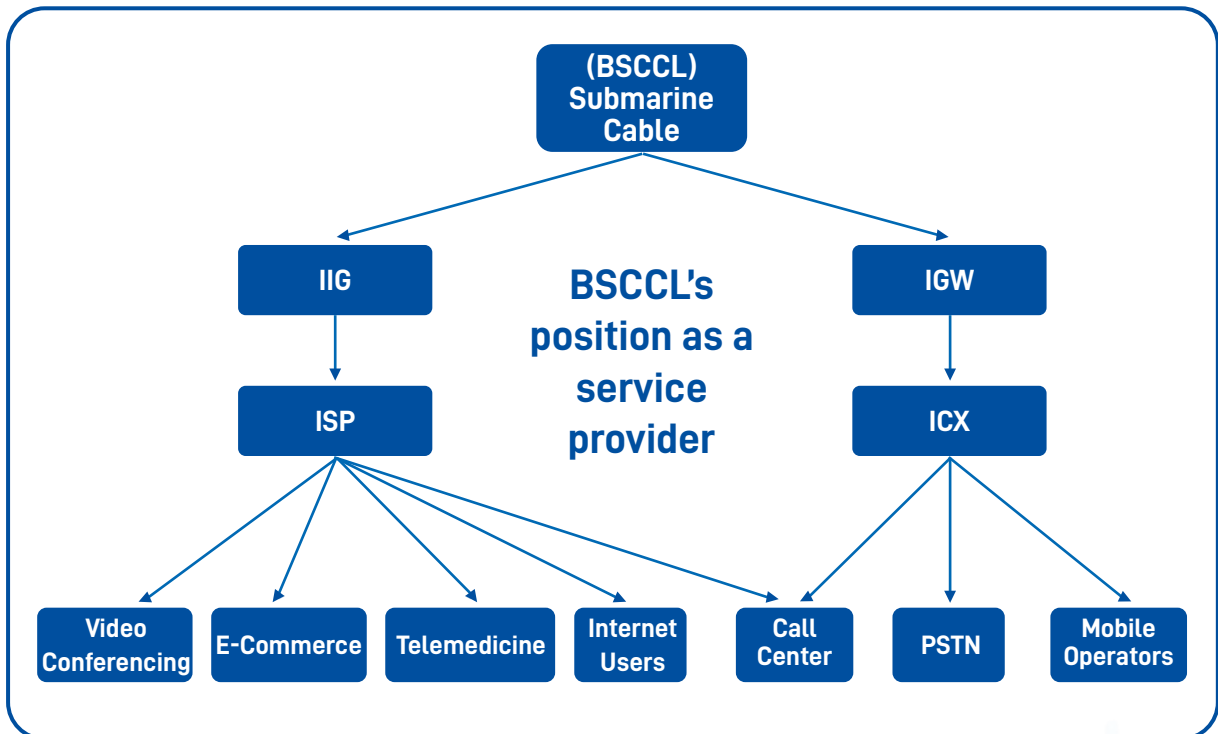 (BSCCL)
Submarine
Cable
IIG
IGW
BSCCL's
position as a
service
provider
ISP
ICX
Video
Conferencing
E-Commerce
Telemedicine
Internet
Users
Call
Center
PSTN
Mobile
Operators